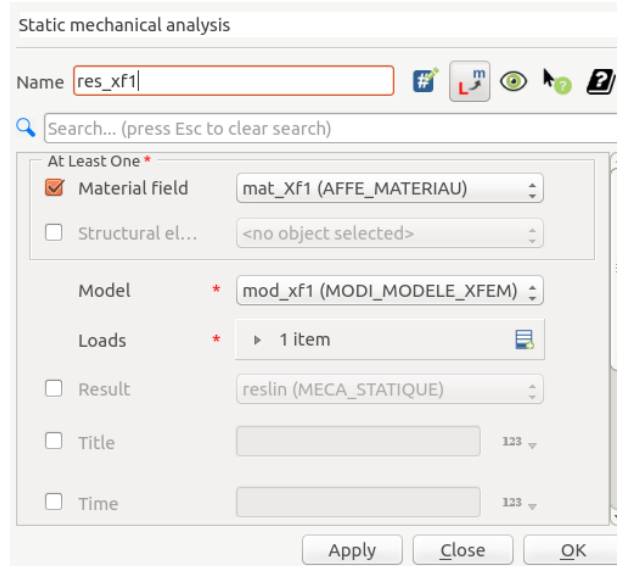 Static mechanical analysis
Name res_xf1
Search... (press Esc to clear search)
At Least One *
Material field mat_Xf1 (AFFE_MATERIAU)
Structural el... <no object selected>
Model * mod_xf1 (MODI_MODELE_XFEM)
Loads * 1 item
Result reslin (MECA_STATIQUE)
Title 123
Time 123
Apply Close OK